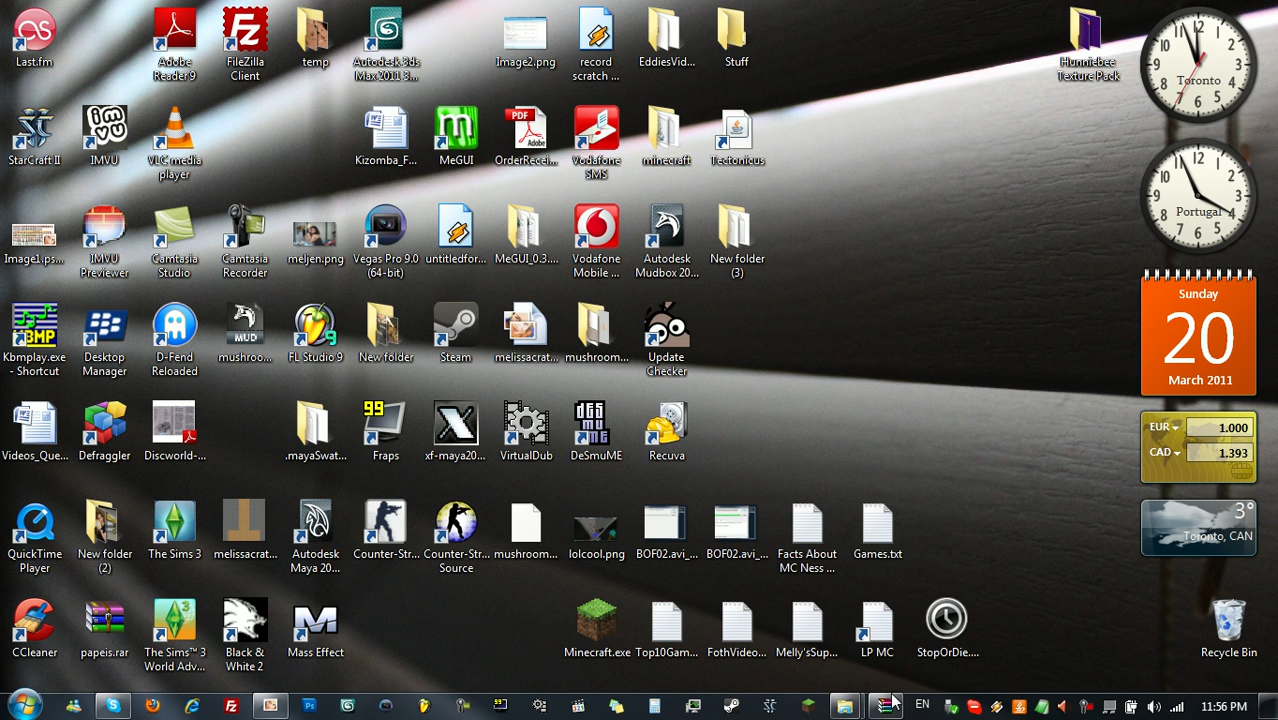 Last.fm
Adobe
Reader 9
FileZilla
Client
temp
Autodesk 3ds
Max 2011 3...
Image2.png
record
scratch ...
EddiesVid...
Stuff
Hunniebee
Texture Pack
Toronto
StarCraft II
IMVU
VLC media
player
Kizomba_F...
MeGUI
OrderRecei...
Vodafone
SMS
minecraft
Tectonicus
Portugal
Image1.ps...
IMVU
Previewer
Camtasia
Studio
Camtasia
Recorder
meljen.png
Vegas Pro 9.0
(64-bit)
untitledfor...
MeGUI_0.3....
Vodafone
Mobile ...
Autodesk
Mudbox 20...
New folder
(3)
Sunday
20
March 2011
Kbmplay.exe
- Shortcut
Desktop
Manager
D-Fend
Reloaded
mushroo...
FL Studio 9
New folder
Steam
melissacrat...
mushroom...
Update
Checker
EUR
1.000
CAD
1.393
Videos_Que...
Defraggler
Discworld-...
.mayaSwat...
Fraps
xf-maya20...
VirtualDub
DeSmuME
Recuva
3°
Toronto, CAN
QuickTime
Player
New folder
(2)
The Sims 3
melissacrat...
Autodesk
Maya 20...
Counter-Str...
Counter-Str...
Source
mushroom...
lolcool.png
BOF02.avi_...
BOF02.avi_...
Facts About
MC Ness ...
Games.txt
CCleaner
papeis.rar
The Sims™ 3
World Adv...
Black &
White 2
Mass Effect
Minecraft.exe
Top10Gam...
FothVideo...
Melly'sSup...
LP MC
StopOrDie....
Recycle Bin
EN
11:56 PM